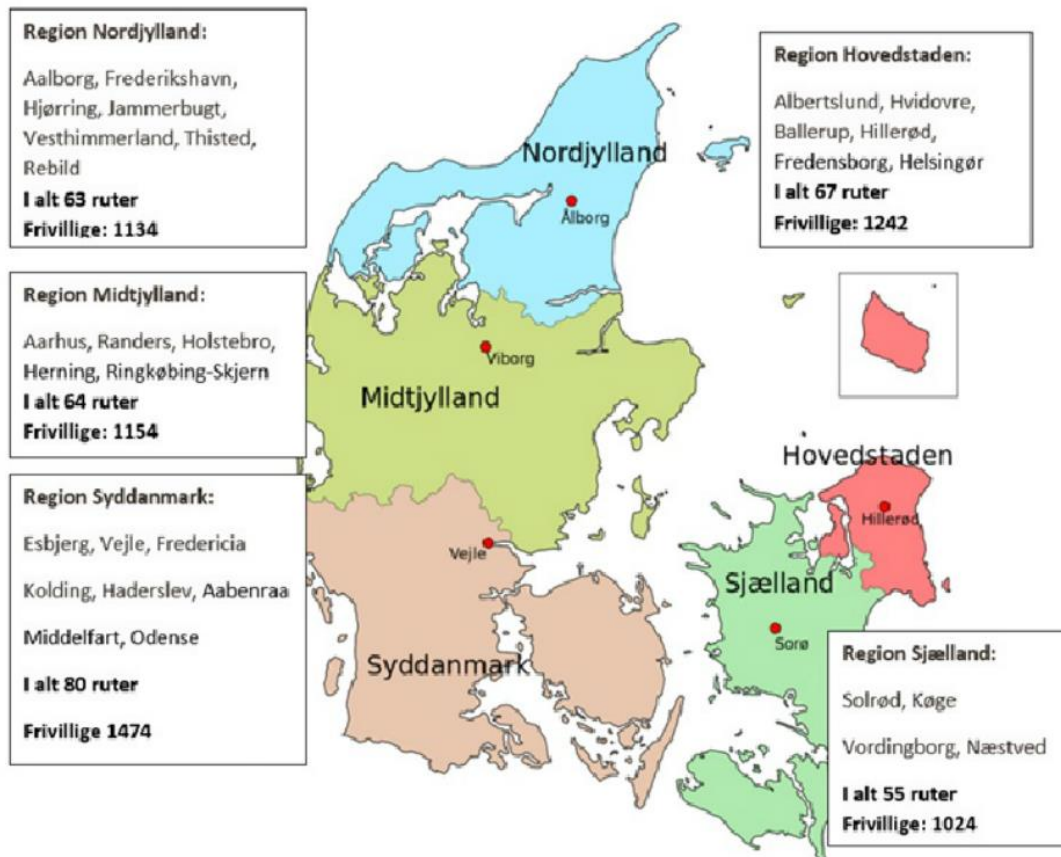 Region Nordjylland:
Aalborg, Frederikshavn,
Hjørring, Jammerbugt,
Vesthimmerland, Thisted,
Rebild
I alt 63 ruter
Frivillige: 1134
Region Hovedstaden:
Albertslund, Hvidovre,
Ballerup, Hillerød,
Fredensborg, Helsingør
I alt 67 ruter
Frivillige: 1242
Nordjylland
Ålborg
Region Midtjylland:
Aarhus, Randers, Holstebro,
Herning, Ringkøbing-Skjern
I alt 64 ruter
Frivillige: 1154
Viborg
Midtjylland
Hovedstaden
Hillerød
Region Syddanmark:
Esbjerg, Vejle, Fredericia
Kolding, Haderslev, Aabenraa
Middelfart, Odense
I alt 80 ruter
Frivillige 1474
Vejle
Syddanmark
Sjælland
Sorø
Region Sjælland:
Solrød, Køge
Vordingborg, Næstved
I alt 55 ruter
Frivillige: 1024